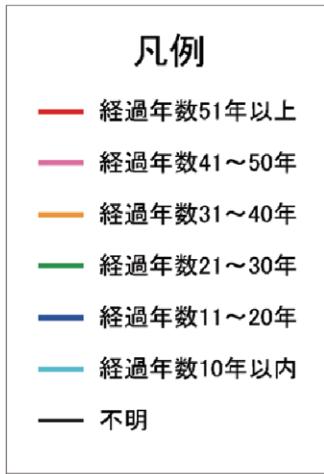 凡例
経過年数51年以上
経過年数41～50年
経過年数31～40年
経過年数21～30年
経過年数11～20年
経過年数10年以内
不明